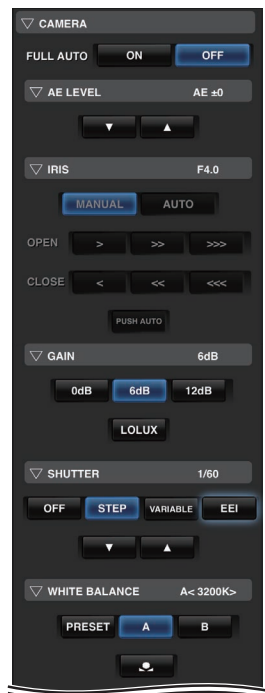 ▽ CAMERA
FULL AUTO ON OFF
▽ AE LEVEL AE ±0
▼ ▲
▽ IRIS F4.0
MANUAL AUTO
OPEN > >> >>>
CLOSE < << <<<
PUSH AUTO
▽ GAIN 6dB
0dB 6dB 12dB
LOLUX
▽ SHUTTER 1/60
OFF STEP VARIABLE EEI
▼ ▲
▽ WHITE BALANCE A< 3200K>
PRESET A B